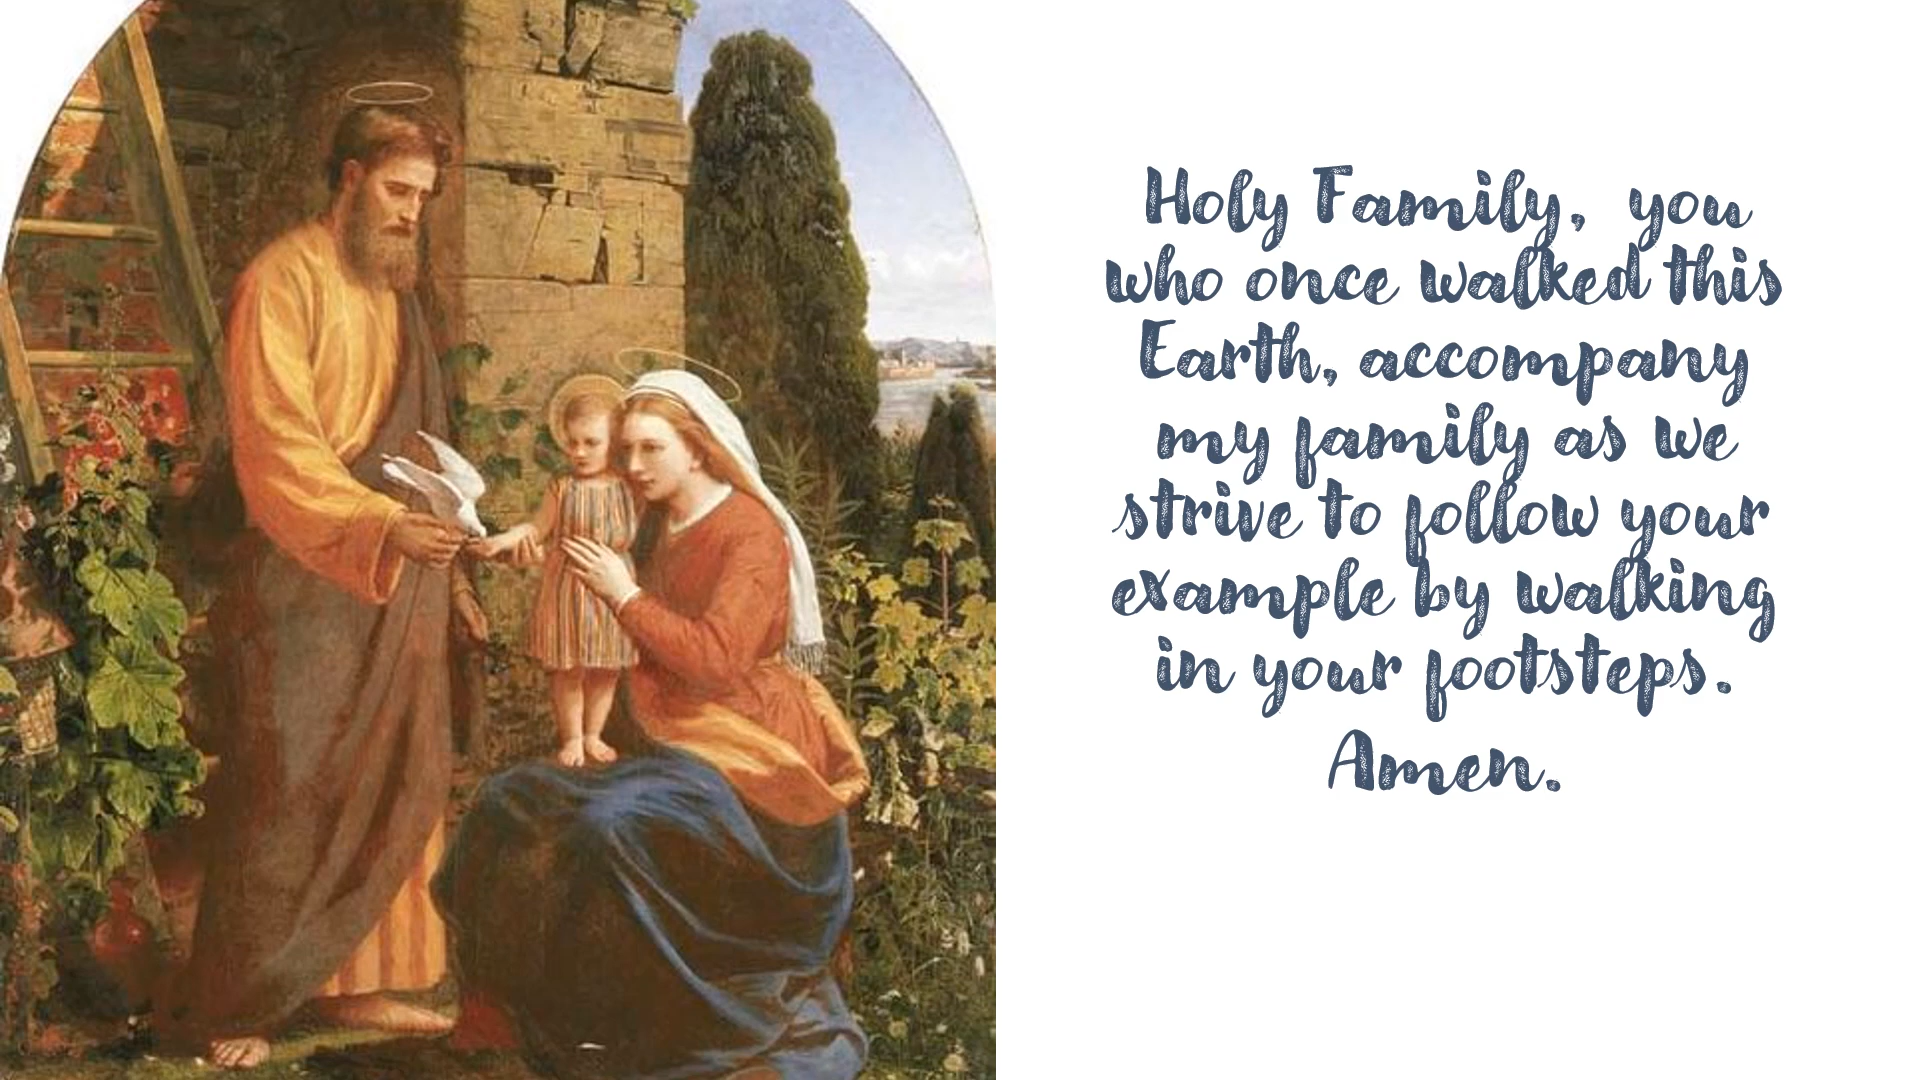 Holy Family, you
who once walked this
Earth, accompany
my family as we
strive to follow your
example by walking
in your footsteps.
Amen.